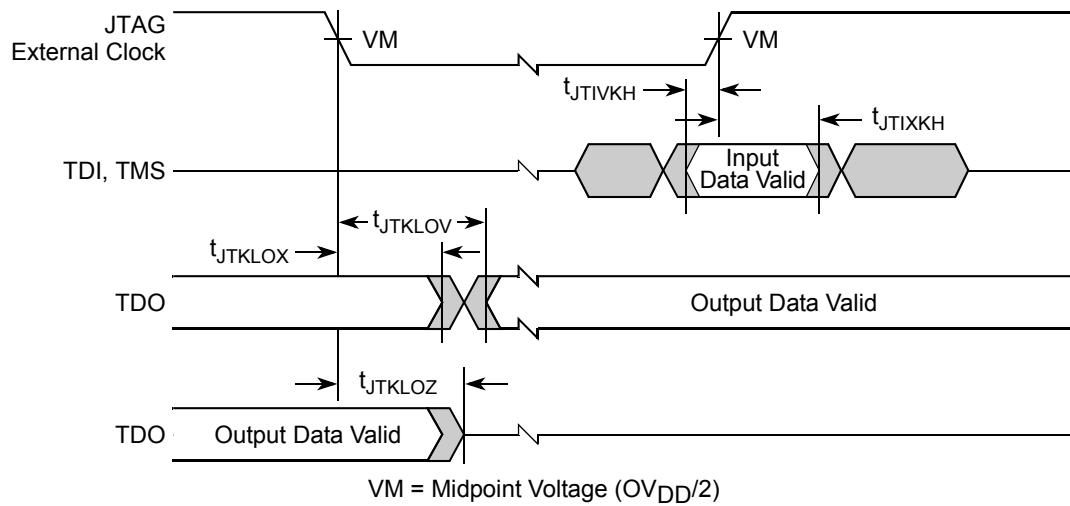 JTAG
External Clock
VM
VM
tJTIVKH
tJTIXKH
TDI, TMS
Input
Data Valid
tJTKLOV
tJTKLOX
TDO
Output Data Valid
tJTKLOZ
TDO
Output Data Valid
VM = Midpoint Voltage (OVDD/2)